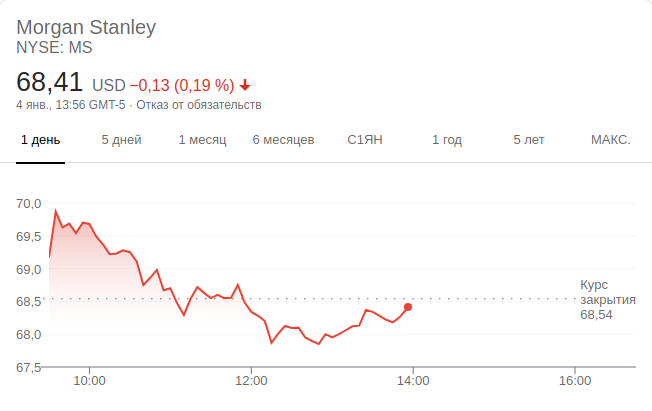 Morgan Stanley
NYSE: MS
68,41 USD −0,13 (0,19 %)
4 янв., 13:56 GMT-5 · Отказ от обязательств
1 день 5 дней 1 месяц 6 месяцев С1ЯН 1 год 5 лет МАКС.
70,0
69,5
69,0
68,5
68,0
67,5
Курс
закрытия
68,54
10:00 12:00 14:00 16:00